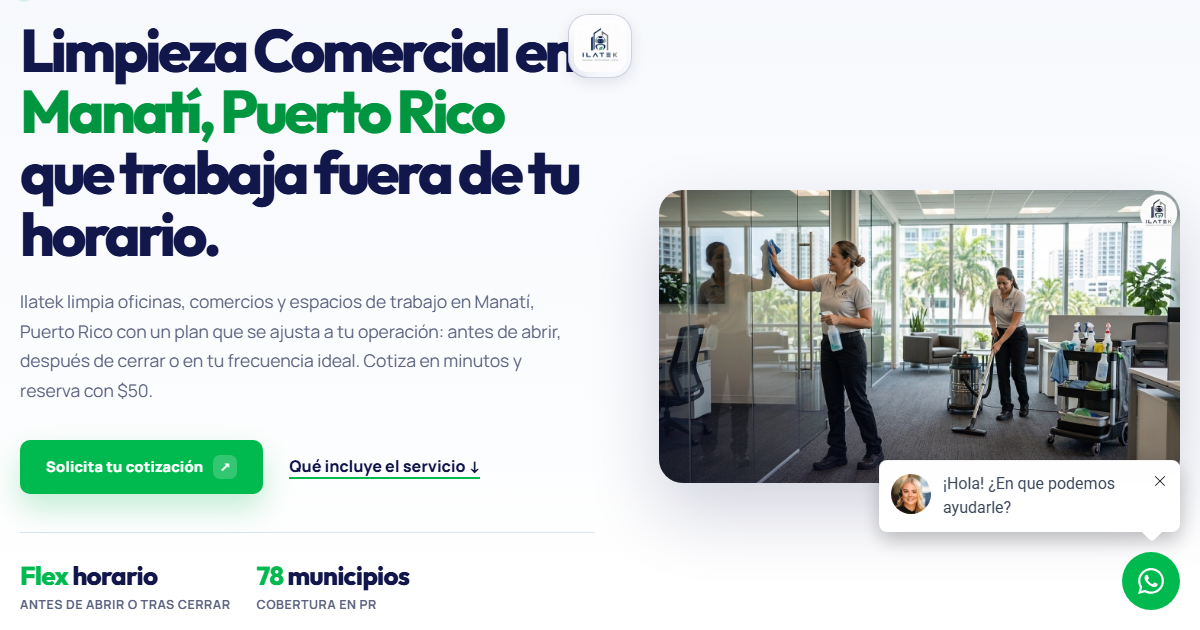 Limpieza Comercial en
ILATEK
Manatí, Puerto Rico
que trabaja fuera de tu
horario.
Ilatek limpia oficinas, comercios y espacios de trabajo en Manatí,
Puerto Rico con un plan que se ajusta a tu operación: antes de abrir,
después de cerrar o en tu frecuencia ideal. Cotiza en minutos y
reserva con $50.
Solicita tu cotización ↗
Qué incluye el servicio ↓
Flex horario
ANTES DE ABRIR O TRAS CERRAR
78 municipios
COBERTURA EN PR
ILATEK
¡Hola! ¿En que podemos
ayudarle?